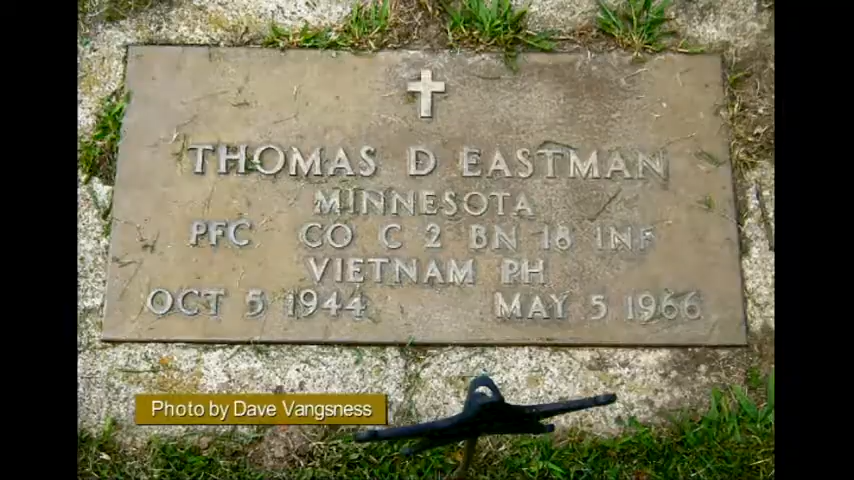 THOMAS D EASTMAN
MINNESOTA
PFC CO C 2 BN 18 INF
VIETNAM PH
OCT 5 1944 MAY 5 1966
Photo by Dave Vangsness